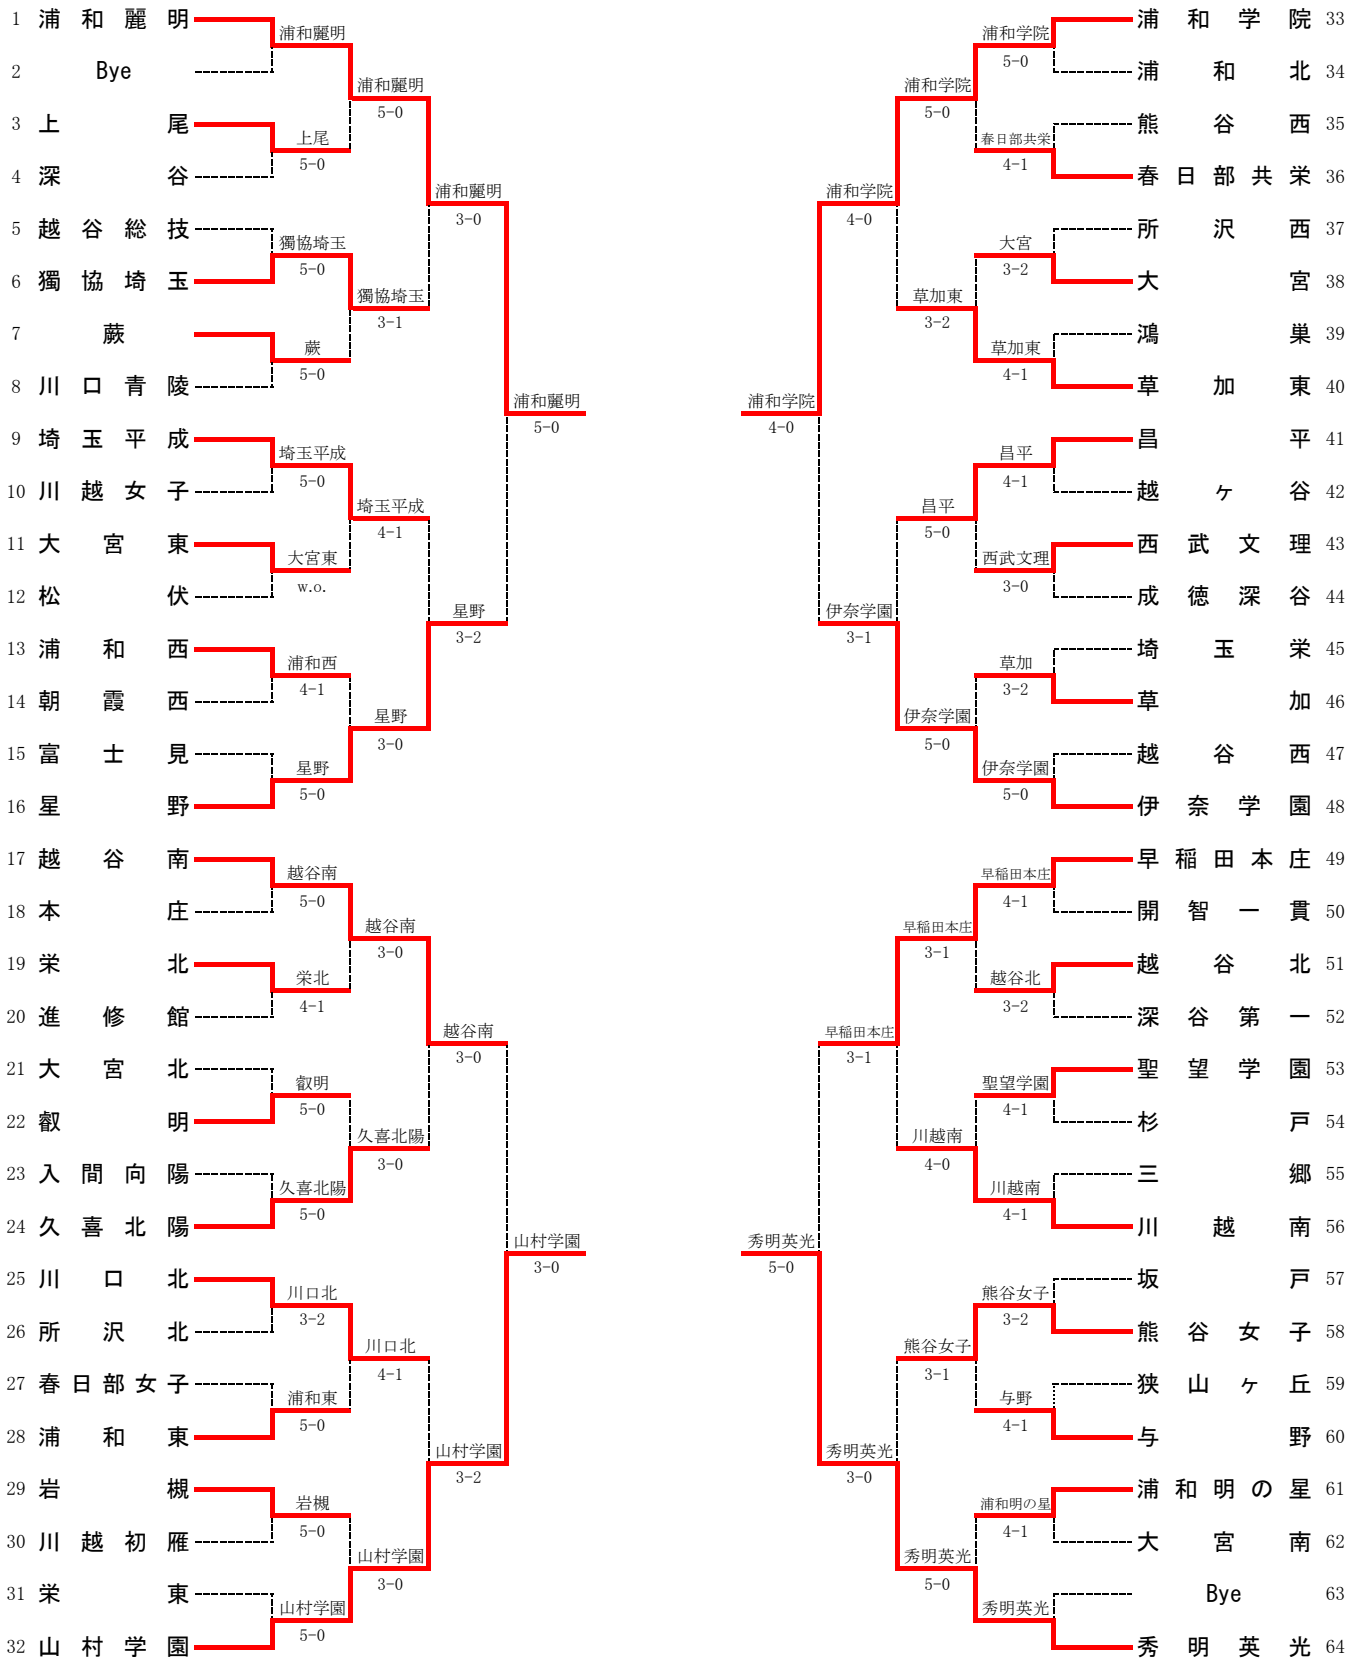 1 浦和麗明
浦和麗明
2 Bye
浦和麗明
5-0
3 上尾
上尾
5-0
4 深谷
浦和麗明
3-0
5 越谷総技
獨協埼玉
5-0
6 獨協埼玉
獨協埼玉
3-1
7 蕨
蕨
5-0
8 川口青陵
浦和麗明
5-0
9 埼玉平成
埼玉平成
5-0
10 川越女子
埼玉平成
4-1
11 大宮東
大宮東
w.o.
12 松伏
星野
3-2
13 浦和西
浦和西
4-1
14 朝霞西
星野
3-0
15 富士見
星野
5-0
16 星野
17 越谷南
越谷南
5-0
18 本庄
越谷南
3-0
19 栄北
栄北
4-1
20 進修館
越谷南
3-0
21 大宮北
叡明
5-0
22 叡明
久喜北陽
3-0
23 入間向陽
久喜北陽
5-0
24 久喜北陽
山村学園
3-0
25 川口北
川口北
3-2
26 所沢北
川口北
4-1
27 春日部女子
浦和東
5-0
28 浦和東
山村学園
3-2
29 岩槻
岩槻
5-0
30 川越初雁
山村学園
3-0
31 栄東
山村学園
5-0
32 山村学園
浦和学院 33
浦和学院
5-0
浦和北 34
浦和学院
5-0
熊谷西 35
春日部共栄
4-1
春日部共栄 36
浦和学院
4-0
所沢西 37
大宮
3-2
大宮 38
草加東
3-2
鴻巣 39
草加東
4-1
草加東 40
浦和学院
4-0
昌平 41
昌平
4-1
越ヶ谷 42
昌平
5-0
西武文理 43
西武文理
3-0
成徳深谷 44
伊奈学園
3-1
埼玉栄 45
草加
3-2
草加 46
伊奈学園
5-0
越谷西 47
伊奈学園
5-0
伊奈学園 48
早稲田本庄 49
早稲田本庄
4-1
開智一貫 50
早稲田本庄
3-1
越谷北 51
越谷北
3-2
深谷第一 52
早稲田本庄
3-1
聖望学園 53
聖望学園
4-1
杉戸 54
川越南
4-0
三郷 55
川越南
4-1
川越南 56
秀明英光
5-0
坂戸 57
熊谷女子
3-2
熊谷女子 58
熊谷女子
3-1
狭山ヶ丘 59
与野
4-1
与野 60
秀明英光
3-0
浦和明の星 61
浦和明の星
4-1
大宮南 62
秀明英光
5-0
Bye 63
秀明英光
秀明英光 64